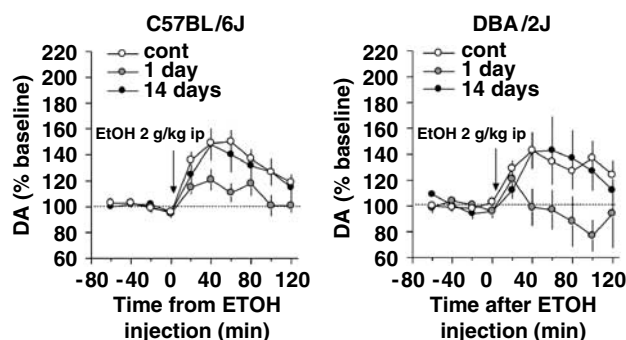 C57BL/6J
DA (% baseline)
220
200
180
160
140
120
100
80
60
cont
1 day
14 days
EtOH 2 g/kg ip
-80 -40 0 40 80 120
Time from ETOH
injection (min)
DBA/2J
DA (% baseline)
220
200
180
160
140
120
100
80
60
cont
1 day
14 days
EtOH 2 g/kg ip
-80 -40 0 40 80 120
Time after ETOH
injection (min)